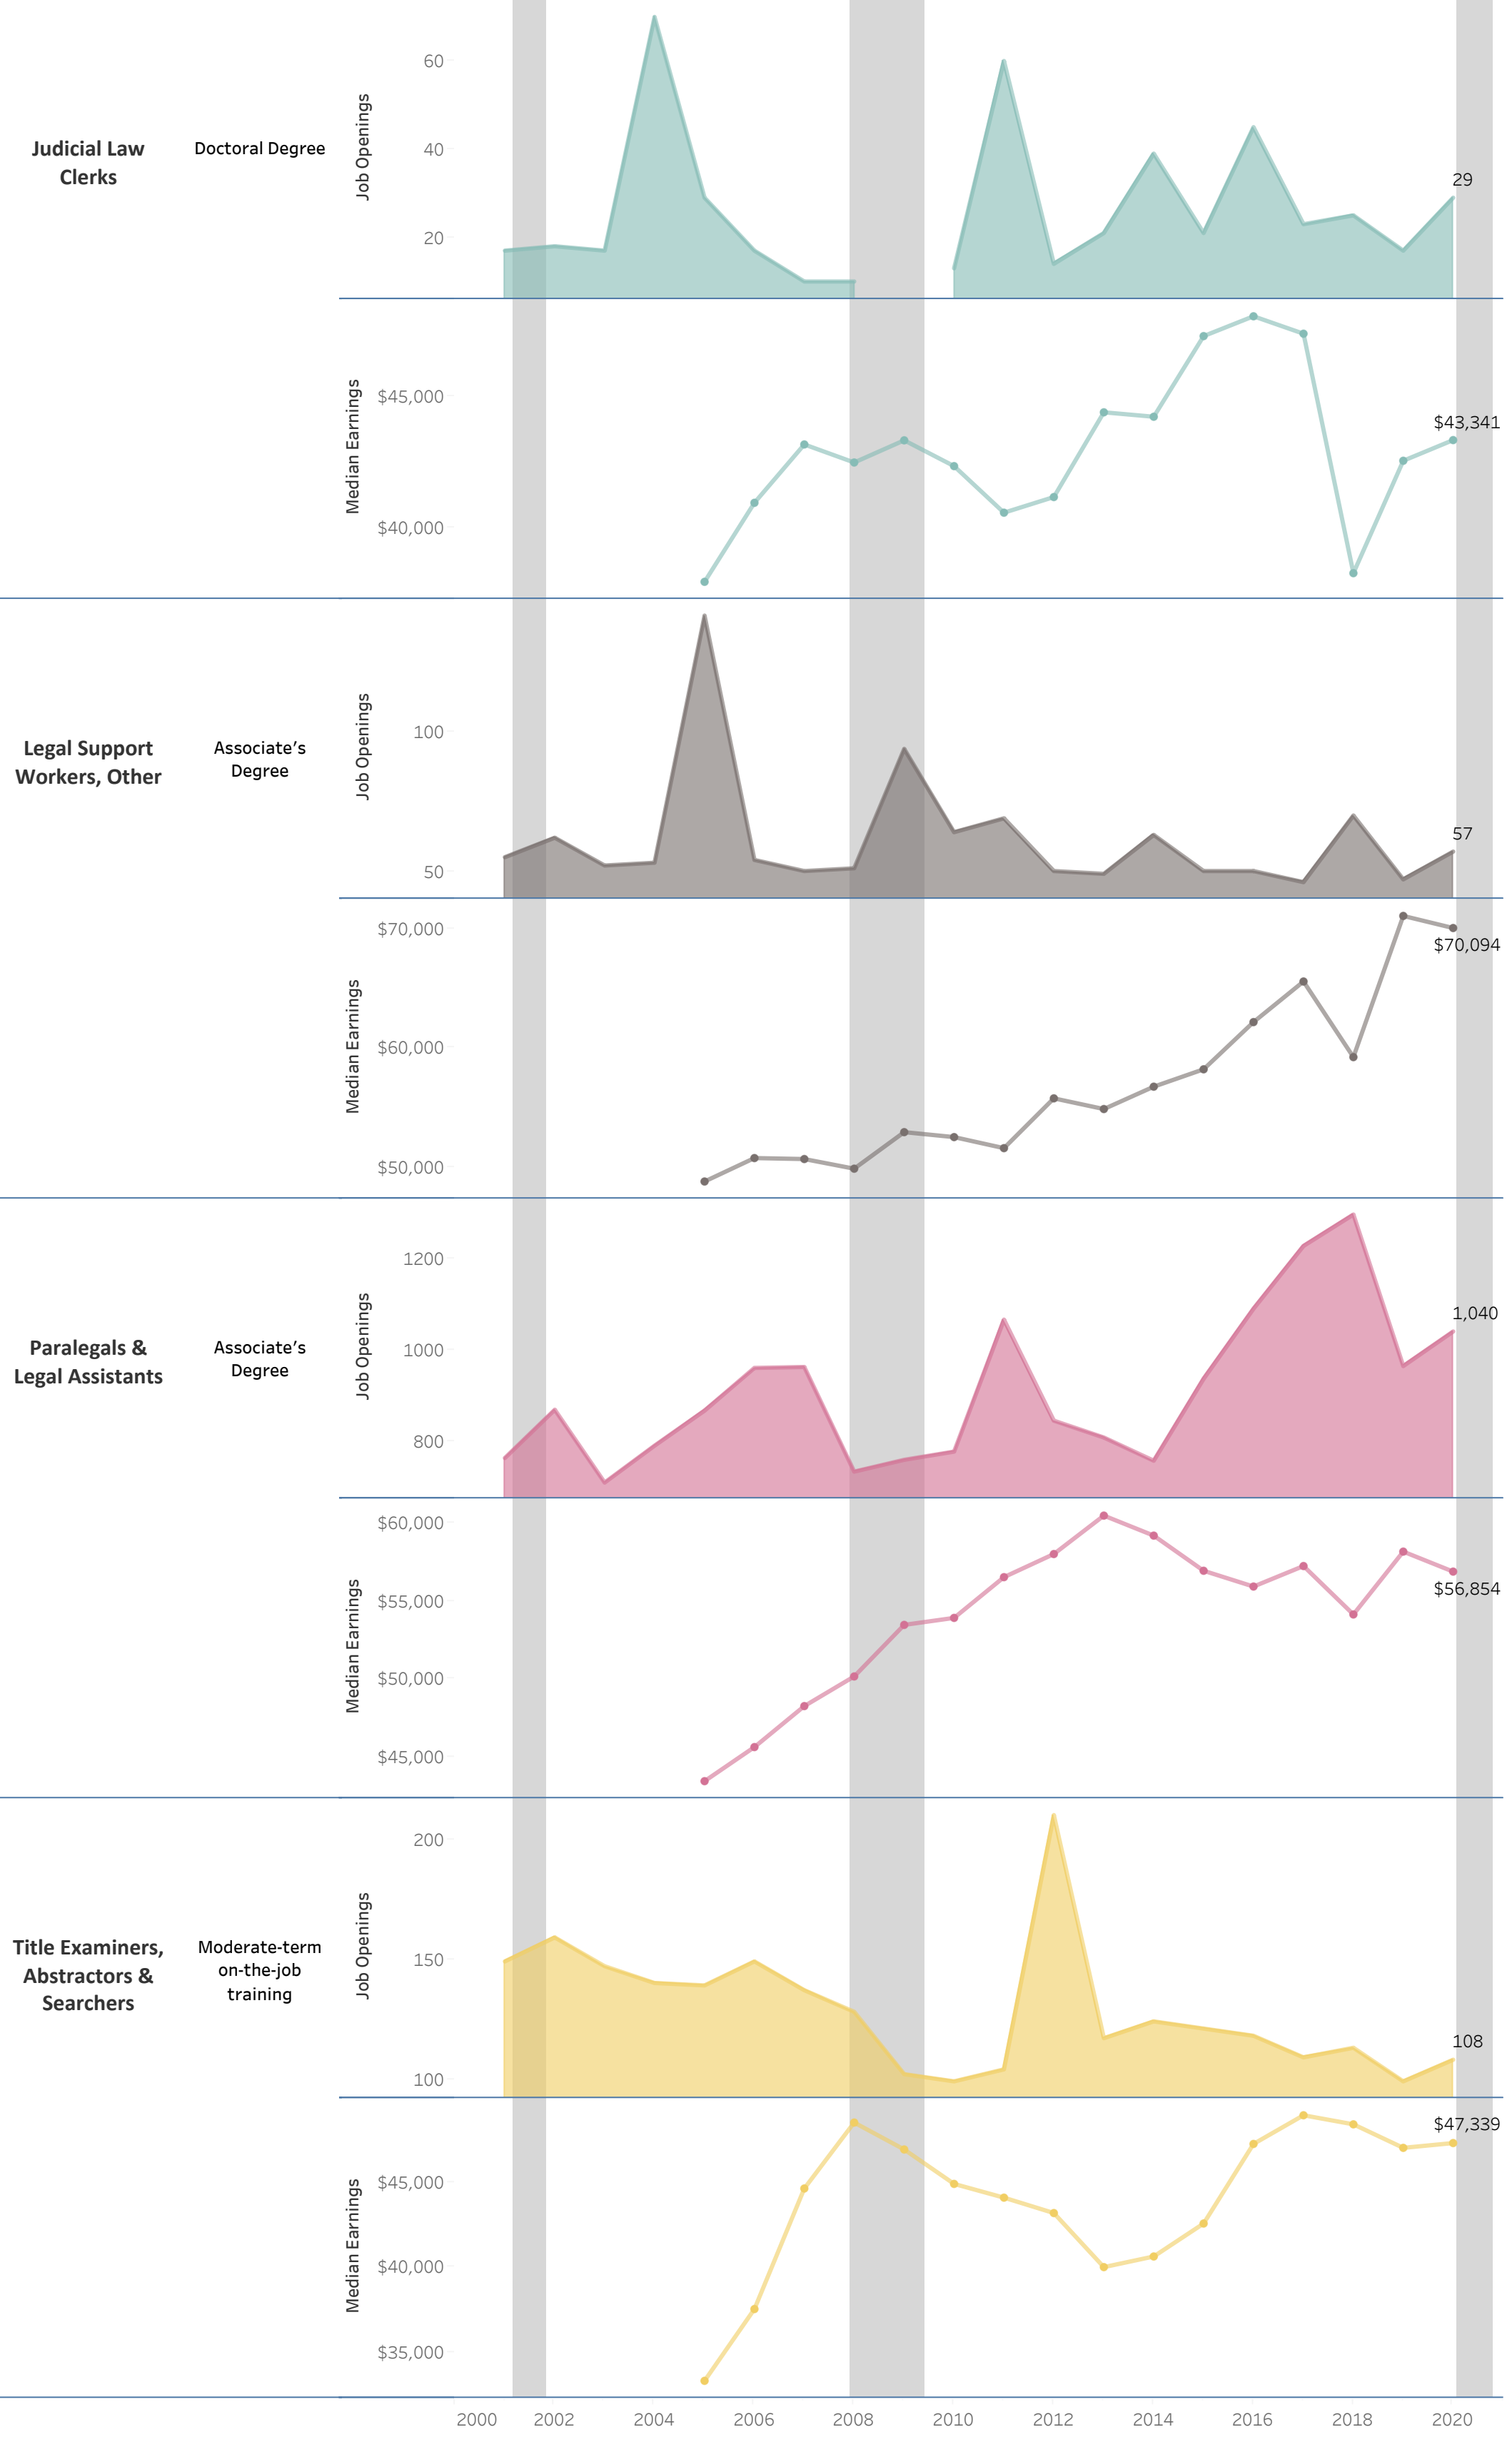 Judicial Law
Clerks
Doctoral Degree
Job Openings
60
40
20
29
Median Earnings
$45,000
$40,000
$43,341
Legal Support
Workers, Other
Associate's
Degree
Job Openings
100
50
57
Median Earnings
$70,000
$60,000
$50,000
$70,094
Paralegals &
Legal Assistants
Associate's
Degree
Job Openings
1200
1000
800
1,040
Median Earnings
$60,000
$55,000
$50,000
$45,000
$56,854
Title Examiners,
Abstractors &
Searchers
Moderate-term
on-the-job
training
Job Openings
200
150
100
108
Median Earnings
$45,000
$40,000
$35,000
$47,339
2000 2002 2004 2006 2008 2010 2012 2014 2016 2018 2020